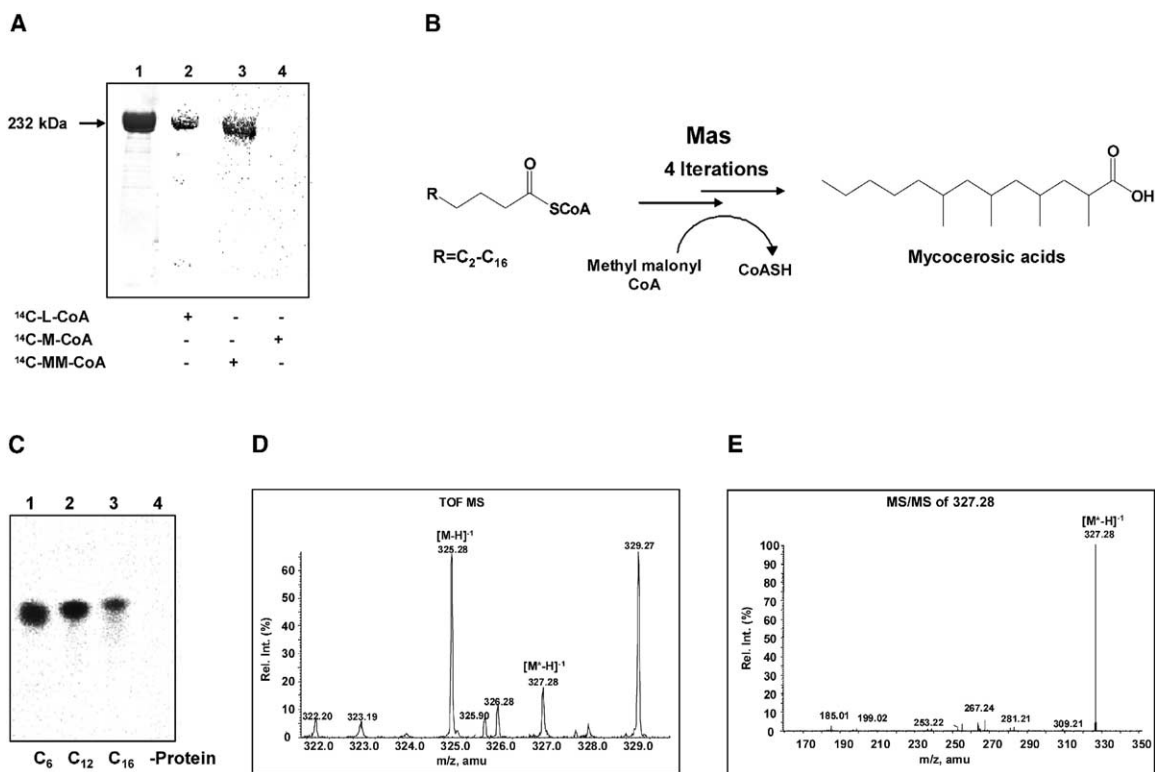 A
1 2 3 4
232 kDa
¹⁴C-L-CoA + - -
¹⁴C-M-CoA - - +
¹⁴C-MM-CoA - + -
B
Mas
4 Iterations
R
O
SCoA
R=C₂-C₁₆
Methyl malonyl
CoA
CoASH
O
OH
Mycocerosic acids
C
1 2 3 4
C₆ C₁₂ C₁₆ -Protein
D
TOF MS
[M-H]⁻¹
325.28
329.27
[M*-H]⁻¹
327.28
326.28
325.90
322.20
323.19
60
50
40
30
20
10
0
Rel. Int. (%)
322.0 323.0 324.0 325.0 326.0 327.0 328.0 329.0
m/z, amu
E
MS/MS of 327.28
[M*-H]⁻¹
327.28
100
90
80
70
60
50
40
30
20
10
0
Rel. Int. (%)
185.01
199.02
253.22
267.24
281.21
309.21
170 190 210 230 250 270 290 310 330 350
m/z, amu